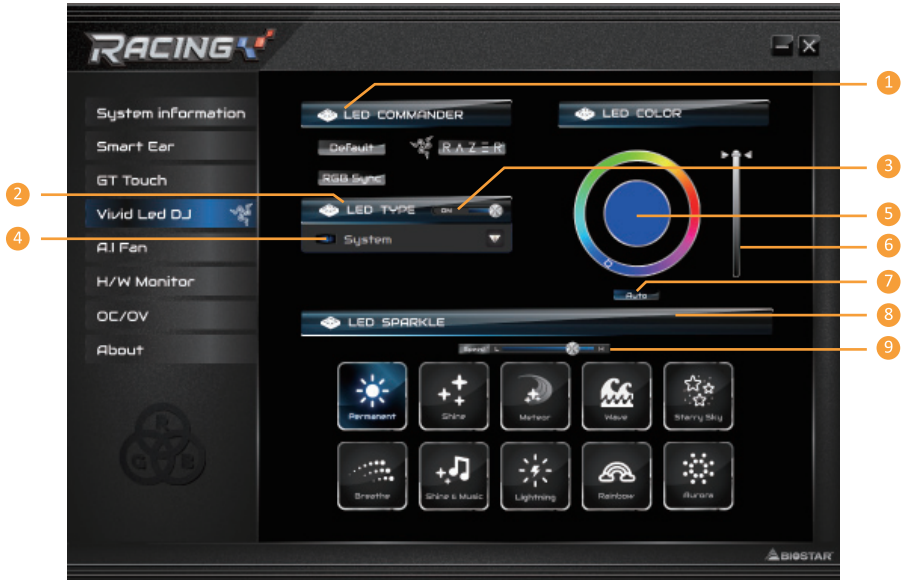 RACING
System information
Smart Ear
GT Touch
Vivid Led DJ
A.I Fan
H/W Monitor
OC/OV
About
R
G B
LED COMMANDER
Default
RAZER
RGB Sync
LED TYPE ON
System
LED COLOR
Auto
LED SPARKLE
Speed L H
Permanent
Shine
Meteor
Wave
Starry Sky
Breathe
Shine & Music
Lightning
Rainbow
Aurora
BIOSTAR
1
2
3
4
5
6
7
8
9